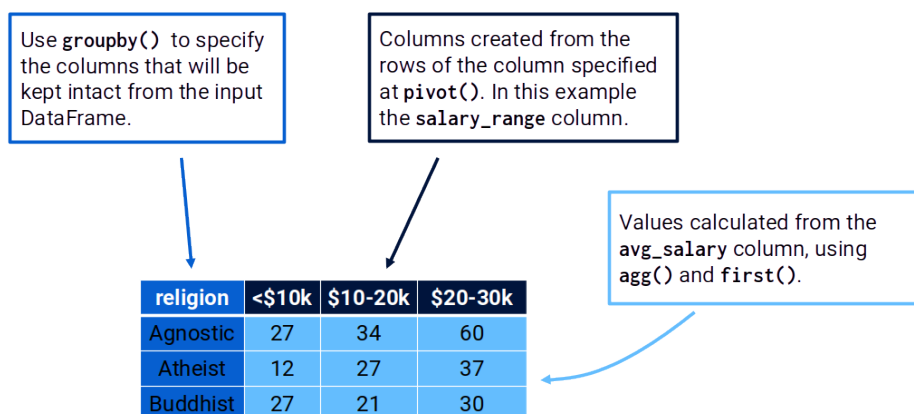 Use groupby() to specify
the columns that will be
kept intact from the input
DataFrame.
Columns created from the
rows of the column specified
at pivot(). In this example
the salary_range column.
Values calculated from the
avg_salary column, using
agg() and first().
religion <$10k $10-20k $20-30k
Agnostic 27 34 60
Atheist 12 27 37
Buddhist 27 21 30